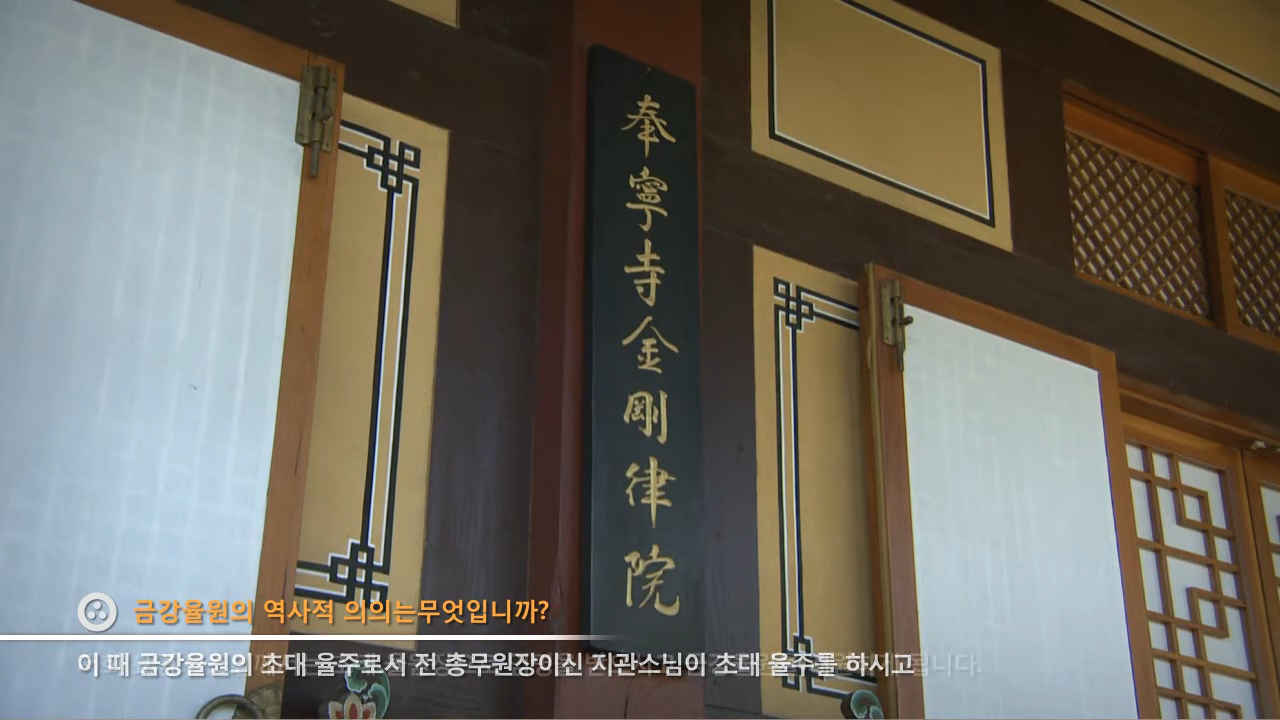 奉寧寺金剛律院
금강율원의 역사적 의의는무엇입니까?
이 때 금강율원의 초대 율주로서 전 총무원장이신 지관스님이 초대 율주를 하시고